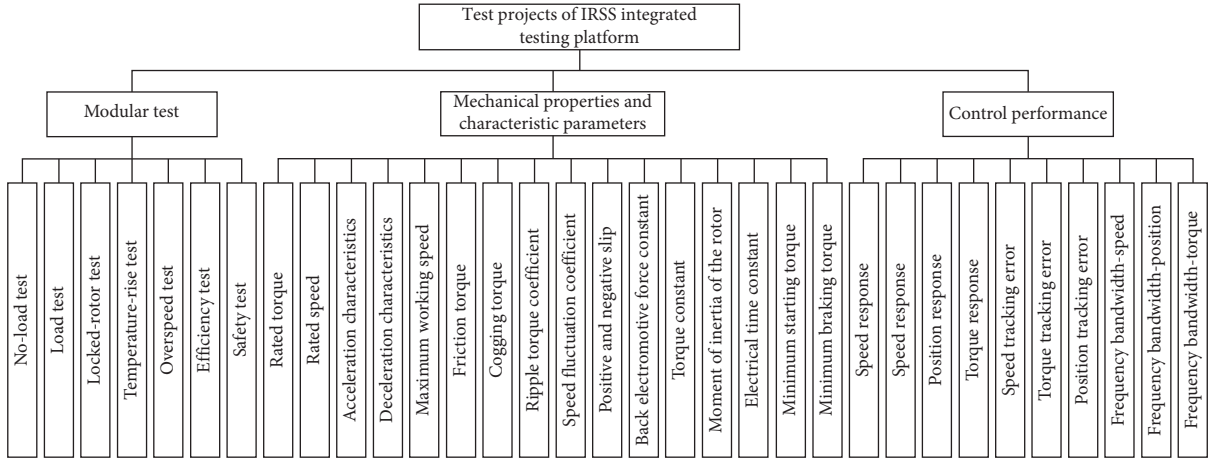 Test projects of IRSS integrated
testing platform
Modular test
Mechanical properties and
characteristic parameters
Control performance
No-load test
Load test
Locked-rotor test
Temperature-rise test
Overspeed test
Efficiency test
Safety test
Rated torque
Rated speed
Acceleration characteristics
Deceleration characteristics
Maximum working speed
Friction torque
Cogging torque
Ripple torque coefficient
Speed fluctuation coefficient
Positive and negative slip
Back electromotive force constant
Torque constant
Moment of inertia of the rotor
Electrical time constant
Minimum starting torque
Minimum braking torque
Speed response
Speed response
Position response
Torque response
Speed tracking error
Torque tracking error
Position tracking error
Frequency bandwidth-speed
Frequency bandwidth-position
Frequency bandwidth-torque